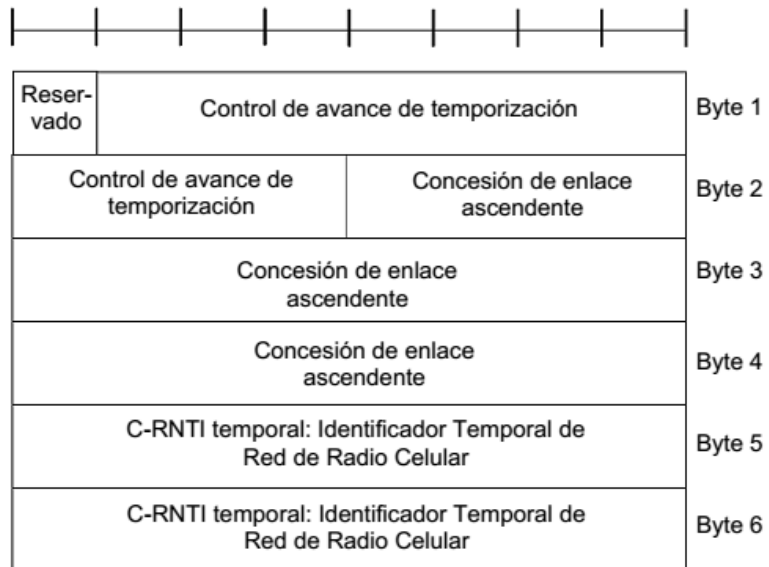 Reser-
vado
Control de avance de temporización
Byte 1
Control de avance de
temporización
Concesión de enlace
ascendente
Byte 2
Concesión de enlace
ascendente
Byte 3
Concesión de enlace
ascendente
Byte 4
C-RNTI temporal: Identificador Temporal de
Red de Radio Celular
Byte 5
C-RNTI temporal: Identificador Temporal de
Red de Radio Celular
Byte 6